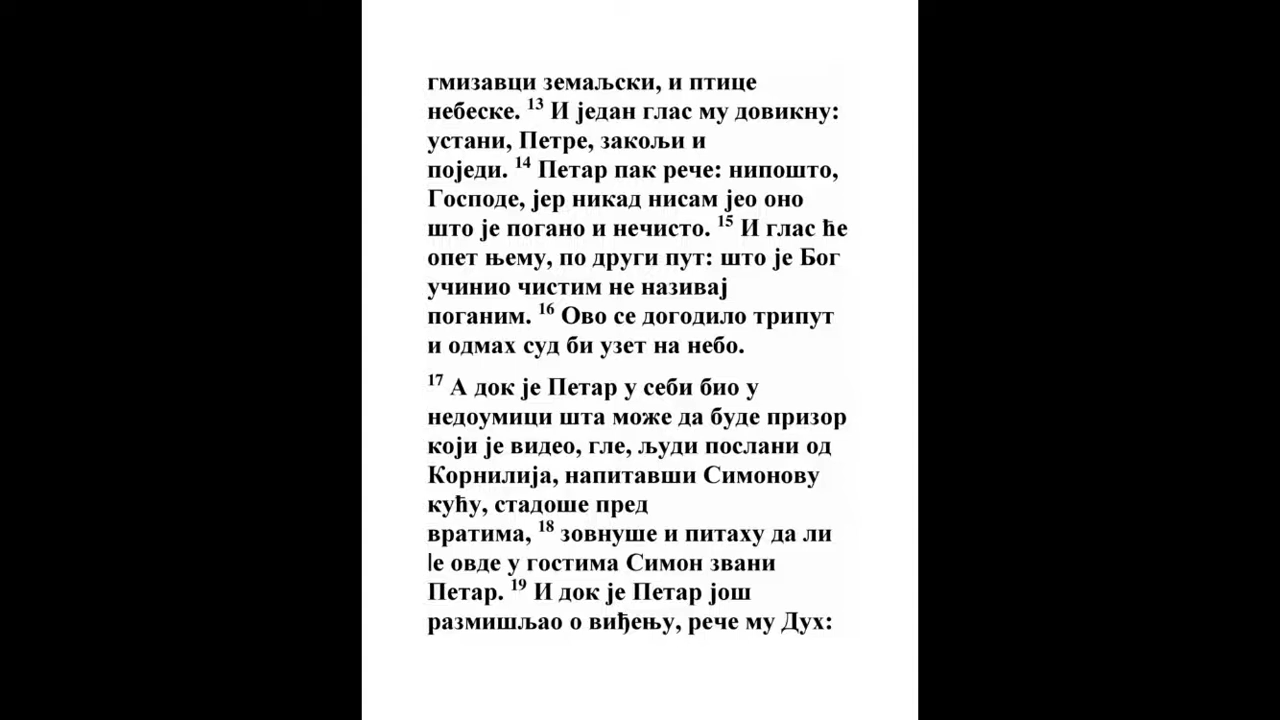 гмизавци земаљски, и птице
небеске. 13 И један глас му довикну:
устани, Петре, закољи и
поједи. 14 Петар пак рече: нипошто,
Господе, јер никад нисам јео оно
што је погано и нечисто. 15 И глас ће
опет њему, по други пут: што је Бог
учинио чистим не називај
поганим. 16 Ово се догодило трипут
и одмах суд би узет на небо.
17 А док је Петар у себи био у
недоумици шта може да буде призор
који је видео, гле, људи послани од
Корнилија, напитавши Симонову
кућу, стадоше пред
вратима, 18 зовнуше и питаху да ли
lе овде у гостима Симон звани
Петар. 19 И док је Петар још
размишљао о виђењу, рече му Дух: